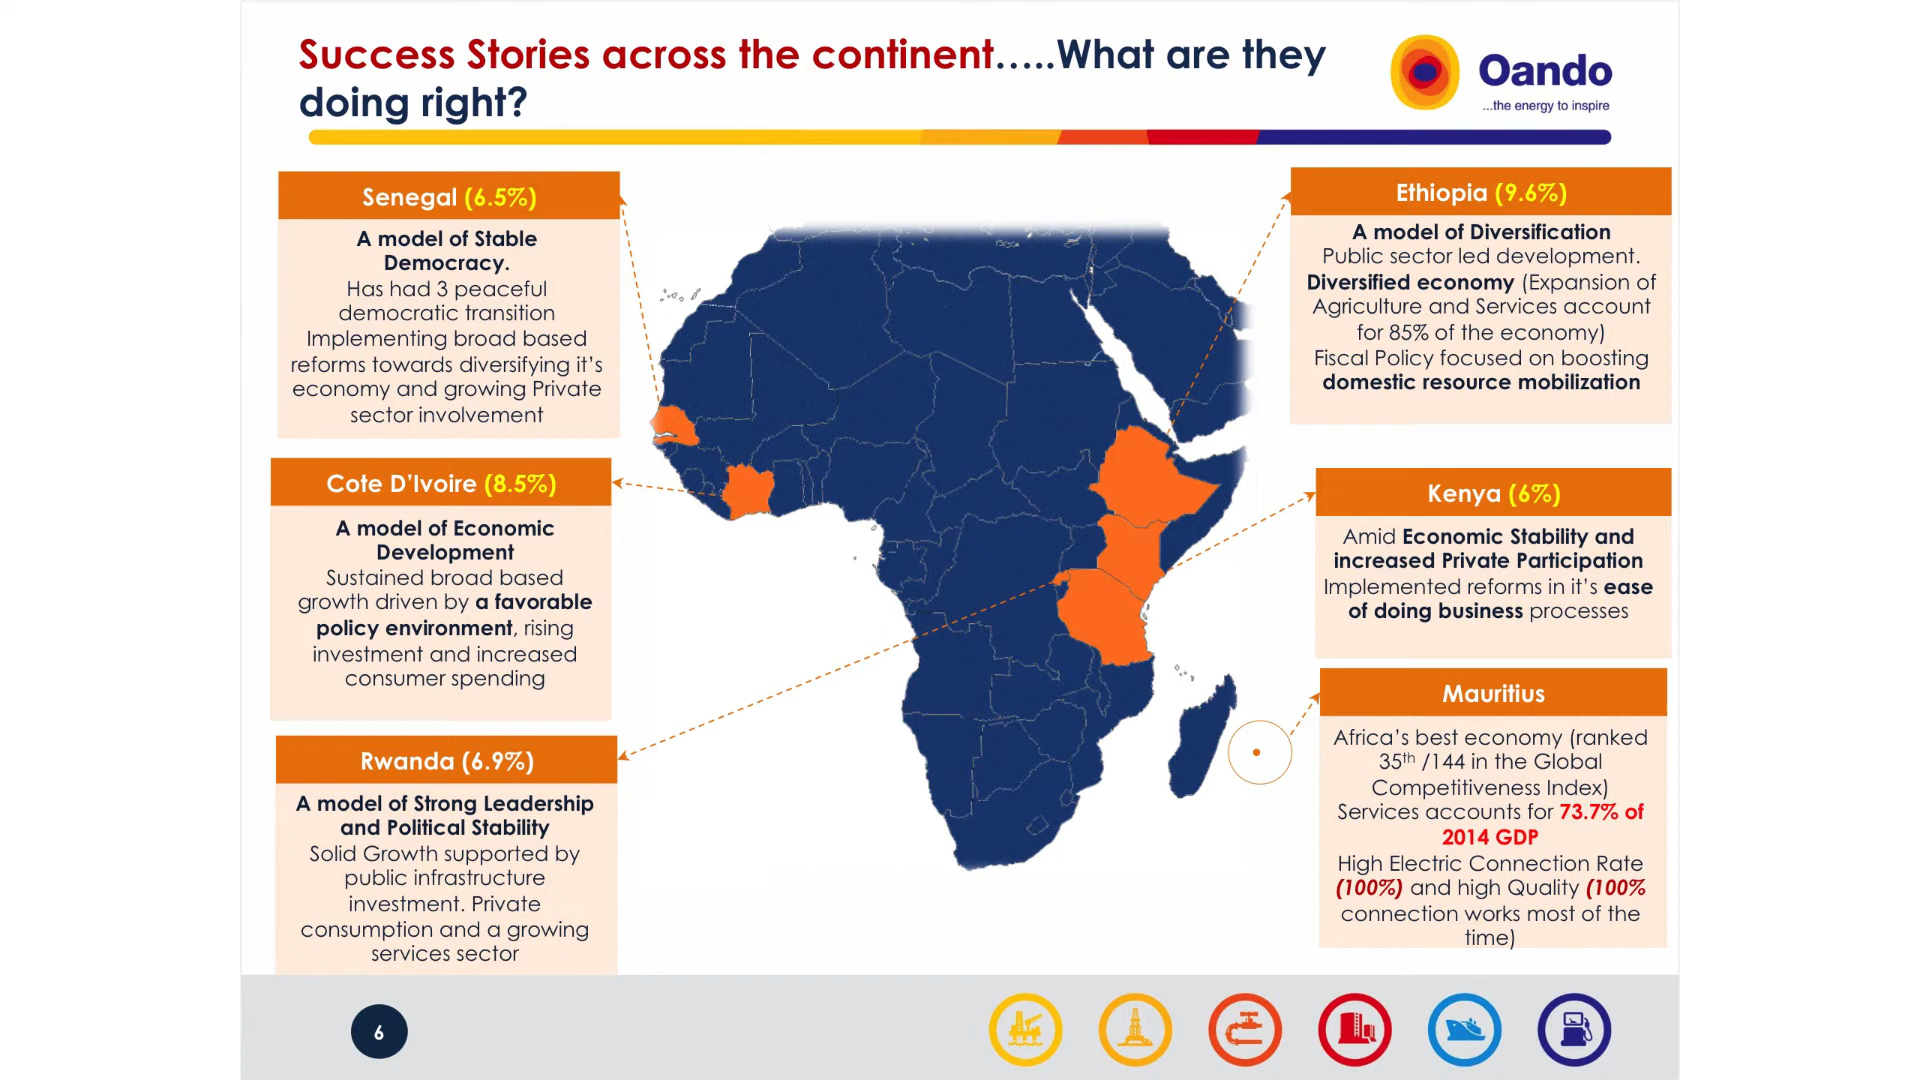 Success Stories across the continent…..What are they
doing right?
Oando
...the energy to inspire
Senegal (6.5%)
A model of Stable
Democracy.
Has had 3 peaceful
democratic transition
Implementing broad based
reforms towards diversifying it’s
economy and growing Private
sector involvement
Cote D’Ivoire (8.5%)
A model of Economic
Development
Sustained broad based
growth driven by a favorable
policy environment, rising
investment and increased
consumer spending
Rwanda (6.9%)
A model of Strong Leadership
and Political Stability
Solid Growth supported by
public infrastructure
investment. Private
consumption and a growing
services sector
Ethiopia (9.6%)
A model of Diversification
Public sector led development.
Diversified economy (Expansion of
Agriculture and Services account
for 85% of the economy)
Fiscal Policy focused on boosting
domestic resource mobilization
Kenya (6%)
Amid Economic Stability and
increased Private Participation
Implemented reforms in it’s ease
of doing business processes
Mauritius
Africa’s best economy (ranked
35th /144 in the Global
Competitiveness Index)
Services accounts for 73.7% of
2014 GDP
High Electric Connection Rate
(100%) and high Quality (100%
connection works most of the
time)
6